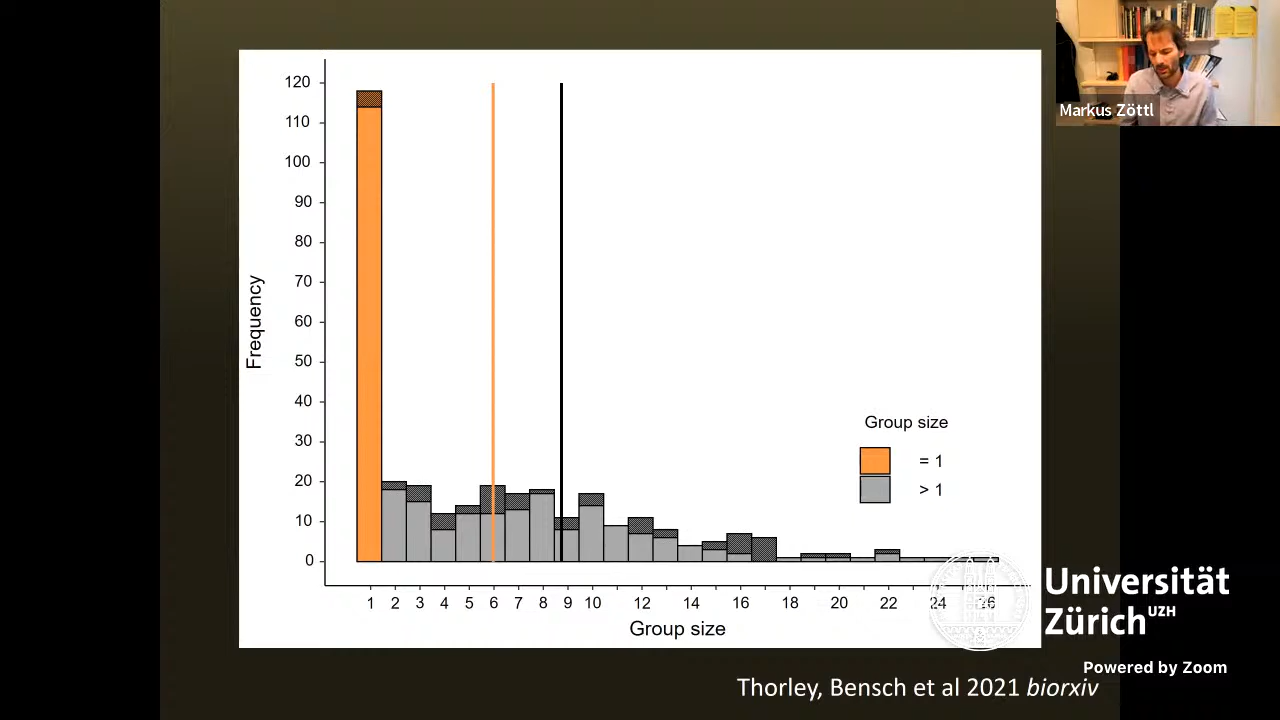 Markus Zöttl
120
110
100
90
80
70
60
50
40
30
20
10
0
Frequency
Group size
= 1
> 1
1 2 3 4 5 6 7 8 9 10 12 14 16 18 20 22 24 26
Group size
Universität
Zürich UZH
Powered by Zoom
Thorley, Bensch et al 2021 biorxiv